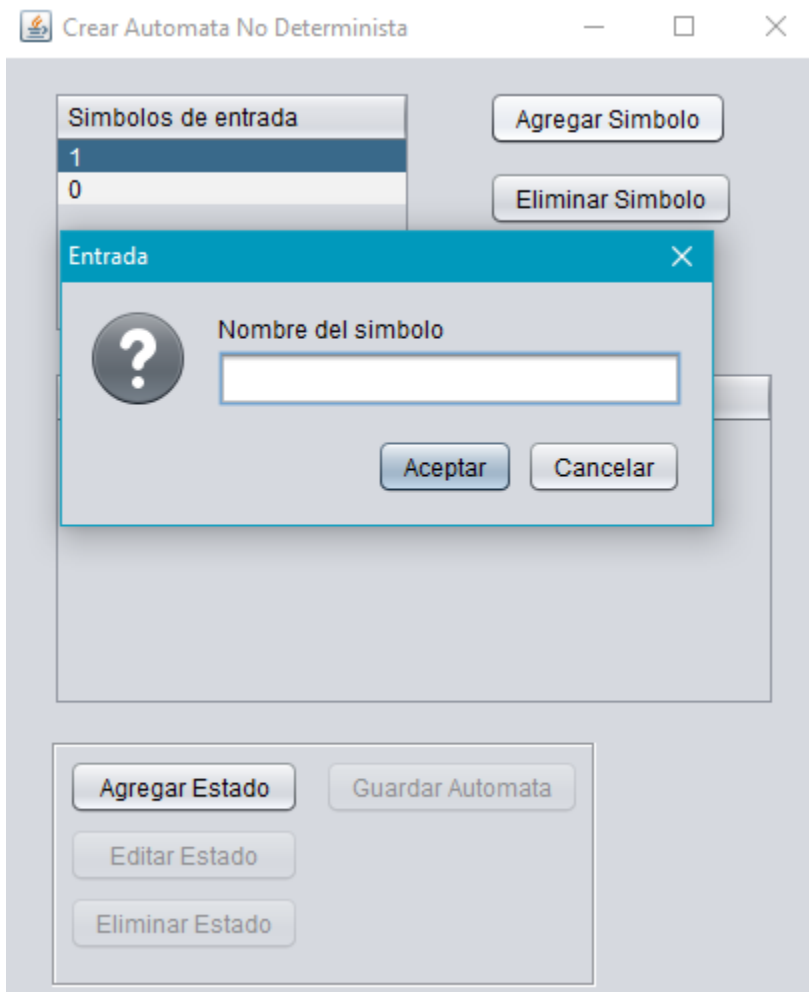 Crear Automata No Determinista
Simbolos de entrada
Agregar Simbolo
1
0
Eliminar Simbolo
Entrada
Nombre del simbolo
Aceptar
Cancelar
Agregar Estado
Guardar Automata
Editar Estado
Eliminar Estado